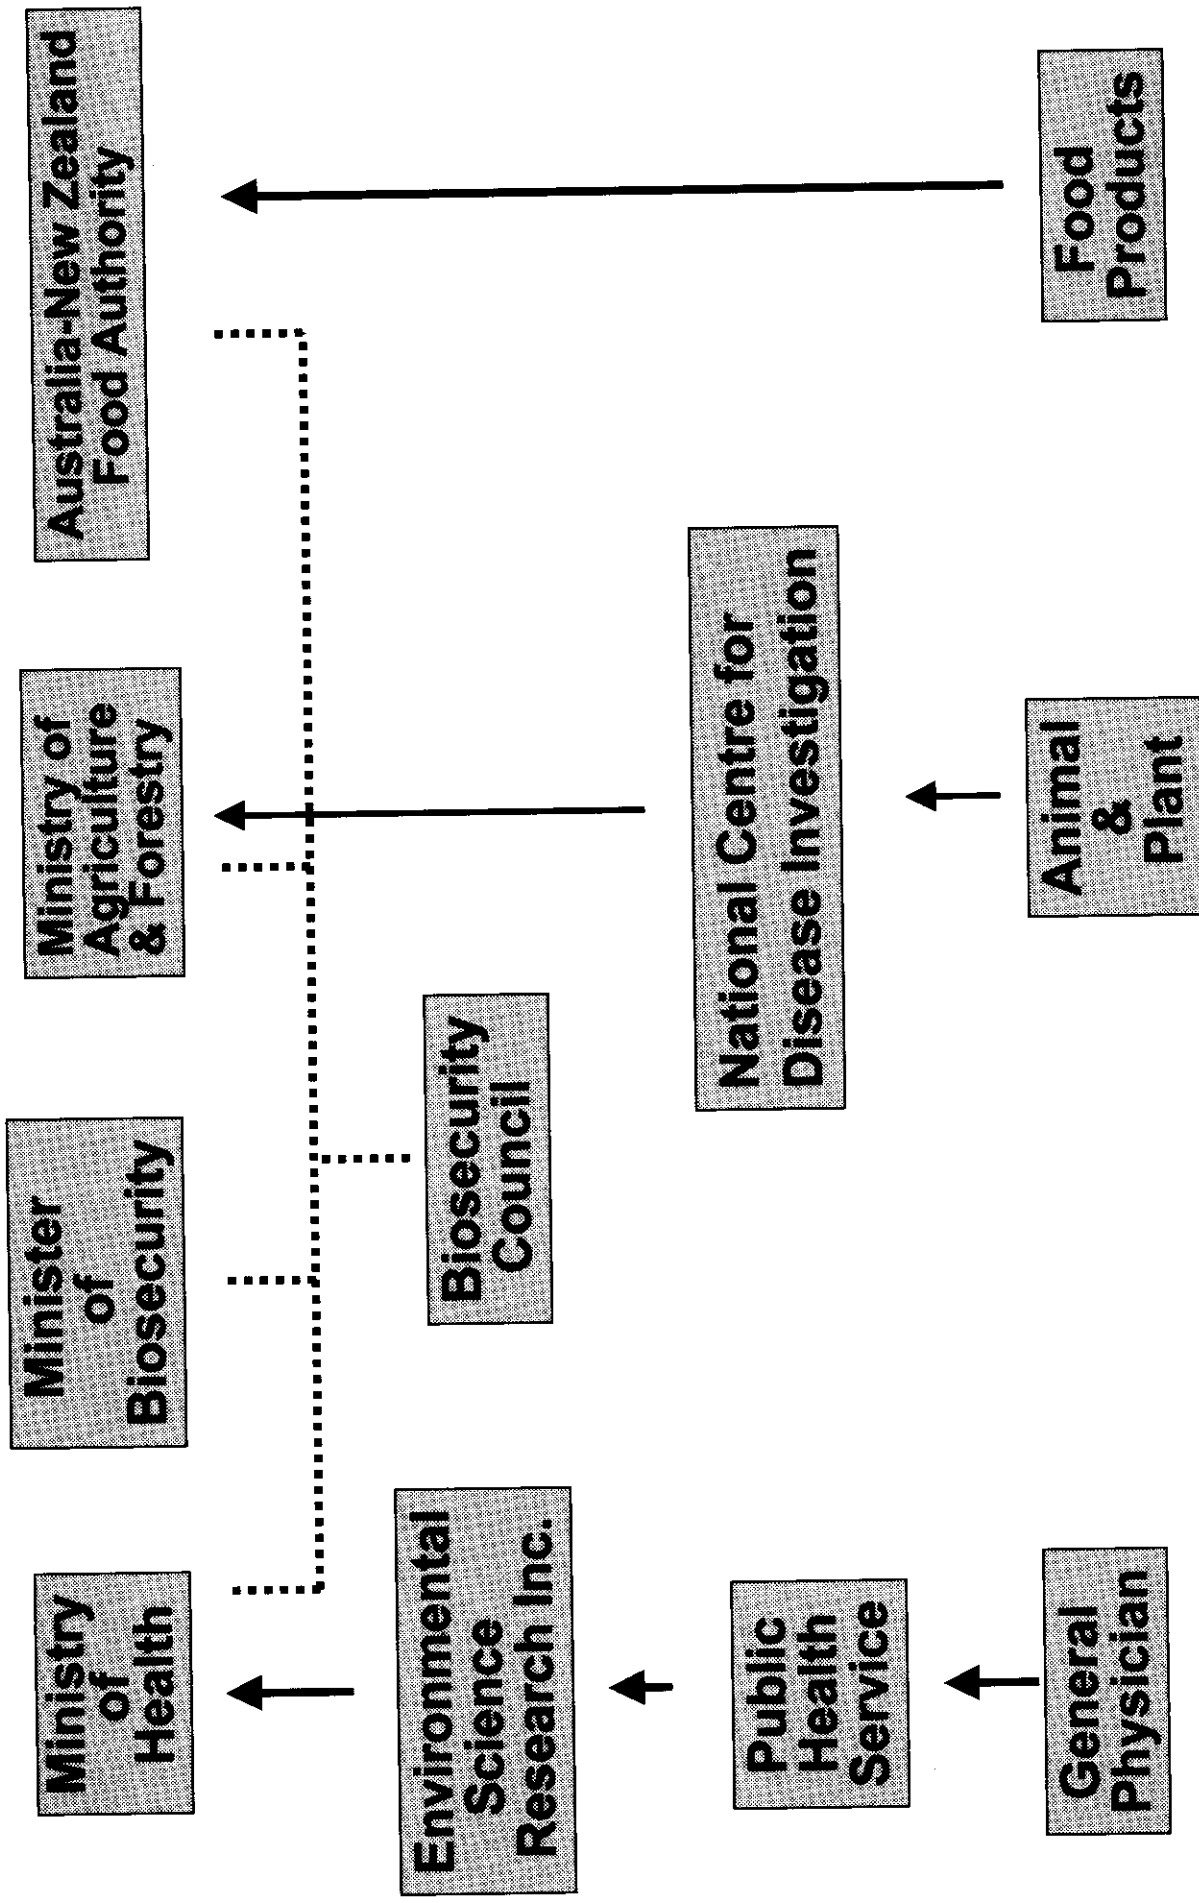 Ministry
of
Health
Minister
of
Biosecurity
Ministry of
Agriculture
& Forestry
Australia-New Zealand
Food Authority
Environmental
Science
Research Inc.
Biosecurity
Council
Public
Health
Service
National Centre for
Disease Investigation
General
Physician
Animal
&
Plant
Food
Products